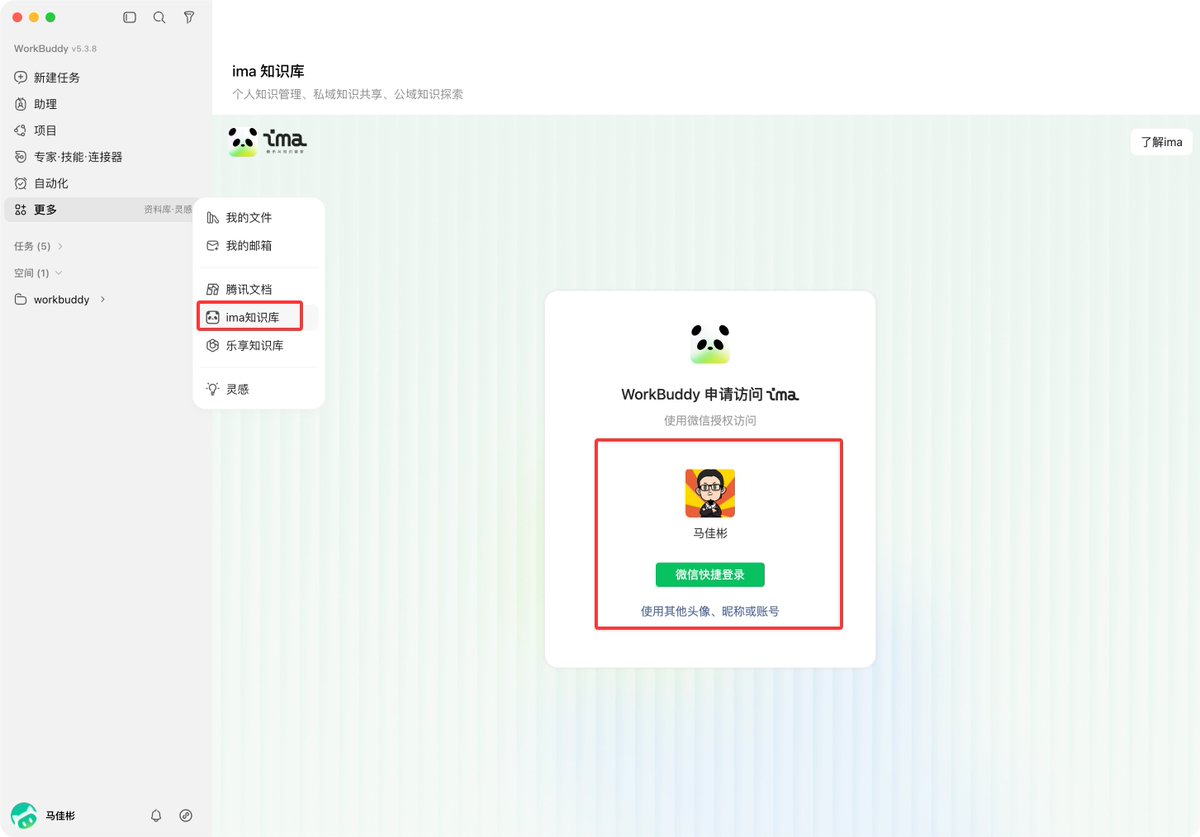 WorkBuddy v5.3.8
新建任务
助理
项目
专家·技能·连接器
自动化
更多 资料库·灵感
任务 (5)
空间 (1)
workbuddy
马佳彬
我的文件
我的邮箱
腾讯文档
ima知识库
乐享知识库
灵感
ima 知识库
个人知识管理、私域知识共享、公域知识探索
ima
了解ima
WorkBuddy 申请访问 ima
使用微信授权访问
马佳彬
微信快捷登录
使用其他头像、昵称或账号